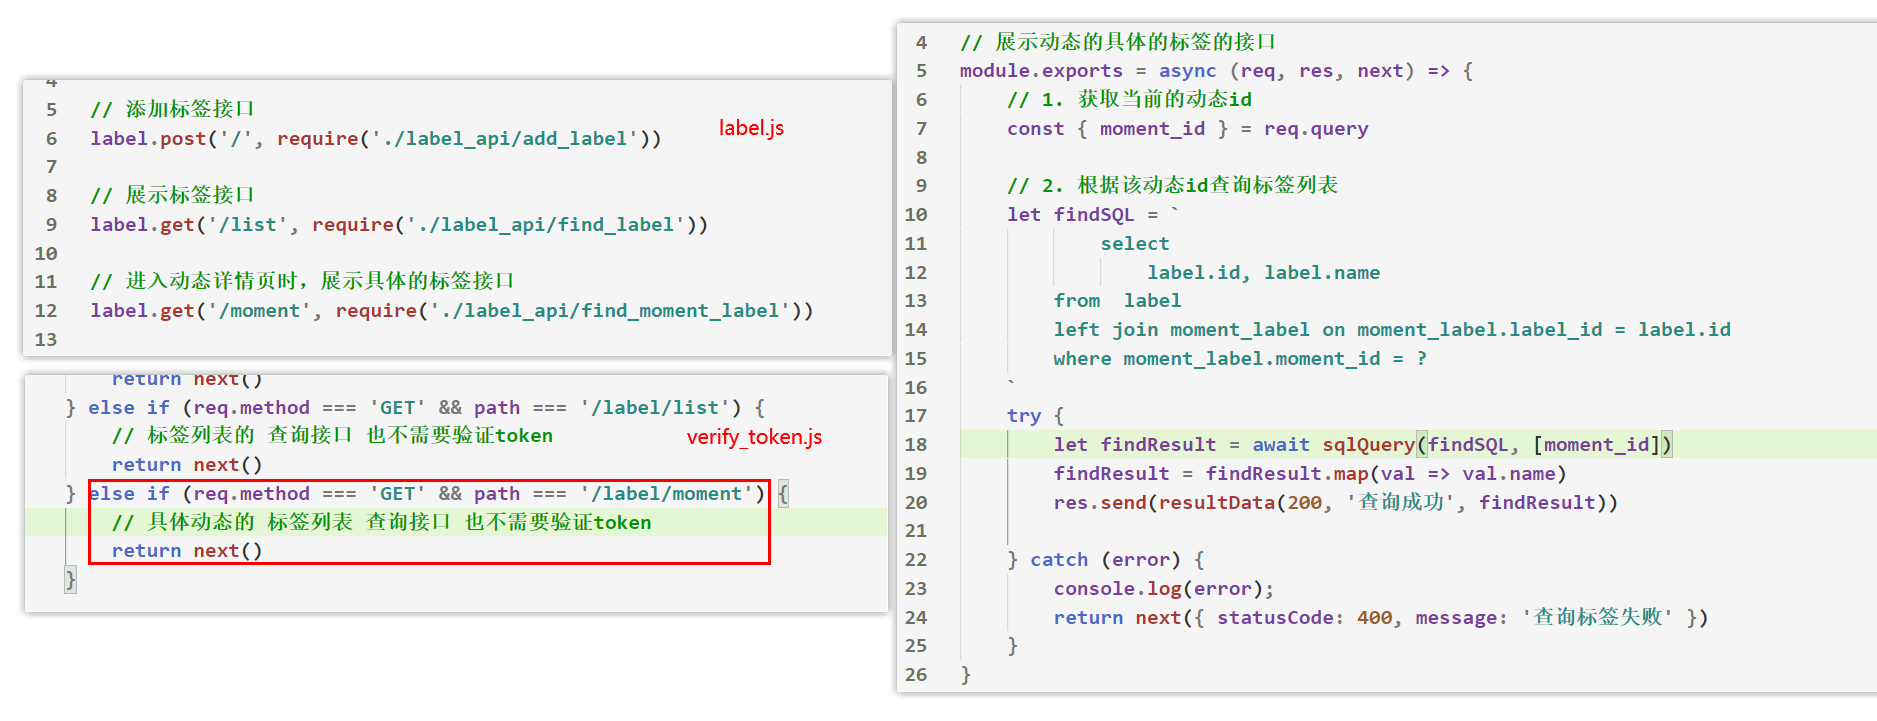 4
5 // 添加标签接口
6 label.post('/', require('./label_api/add_label'))
label.js
7
8 // 展示标签接口
9 label.get('/list', require('./label_api/find_label'))
10
11 // 进入动态详情页时，展示具体的标签接口
12 label.get('/moment', require('./label_api/find_moment_label'))
13
return next()
} else if (req.method === 'GET' && path === '/label/list') {
// 标签列表的 查询接口 也不需要验证token
verify_token.js
return next()
} else if (req.method === 'GET' && path === '/label/moment') {
// 具体动态的 标签列表 查询接口 也不需要验证token
return next()
}
4 // 展示动态的具体的标签的接口
5 module.exports = async (req, res, next) => {
6 // 1. 获取当前的动态id
7 const { moment_id } = req.query
8
9 // 2. 根据该动态id查询标签列表
10 let findSQL = `
11 select
12 label.id, label.name
13 from label
14 left join moment_label on moment_label.label_id = label.id
15 where moment_label.moment_id = ?
16 `
17 try {
18 let findResult = await sqlQuery(findSQL, [moment_id])
19 findResult = findResult.map(val => val.name)
20 res.send(resultData(200, '查询成功', findResult))
21
22 } catch (error) {
23 console.log(error);
24 return next({ statusCode: 400, message: '查询标签失败' })
25 }
26 }